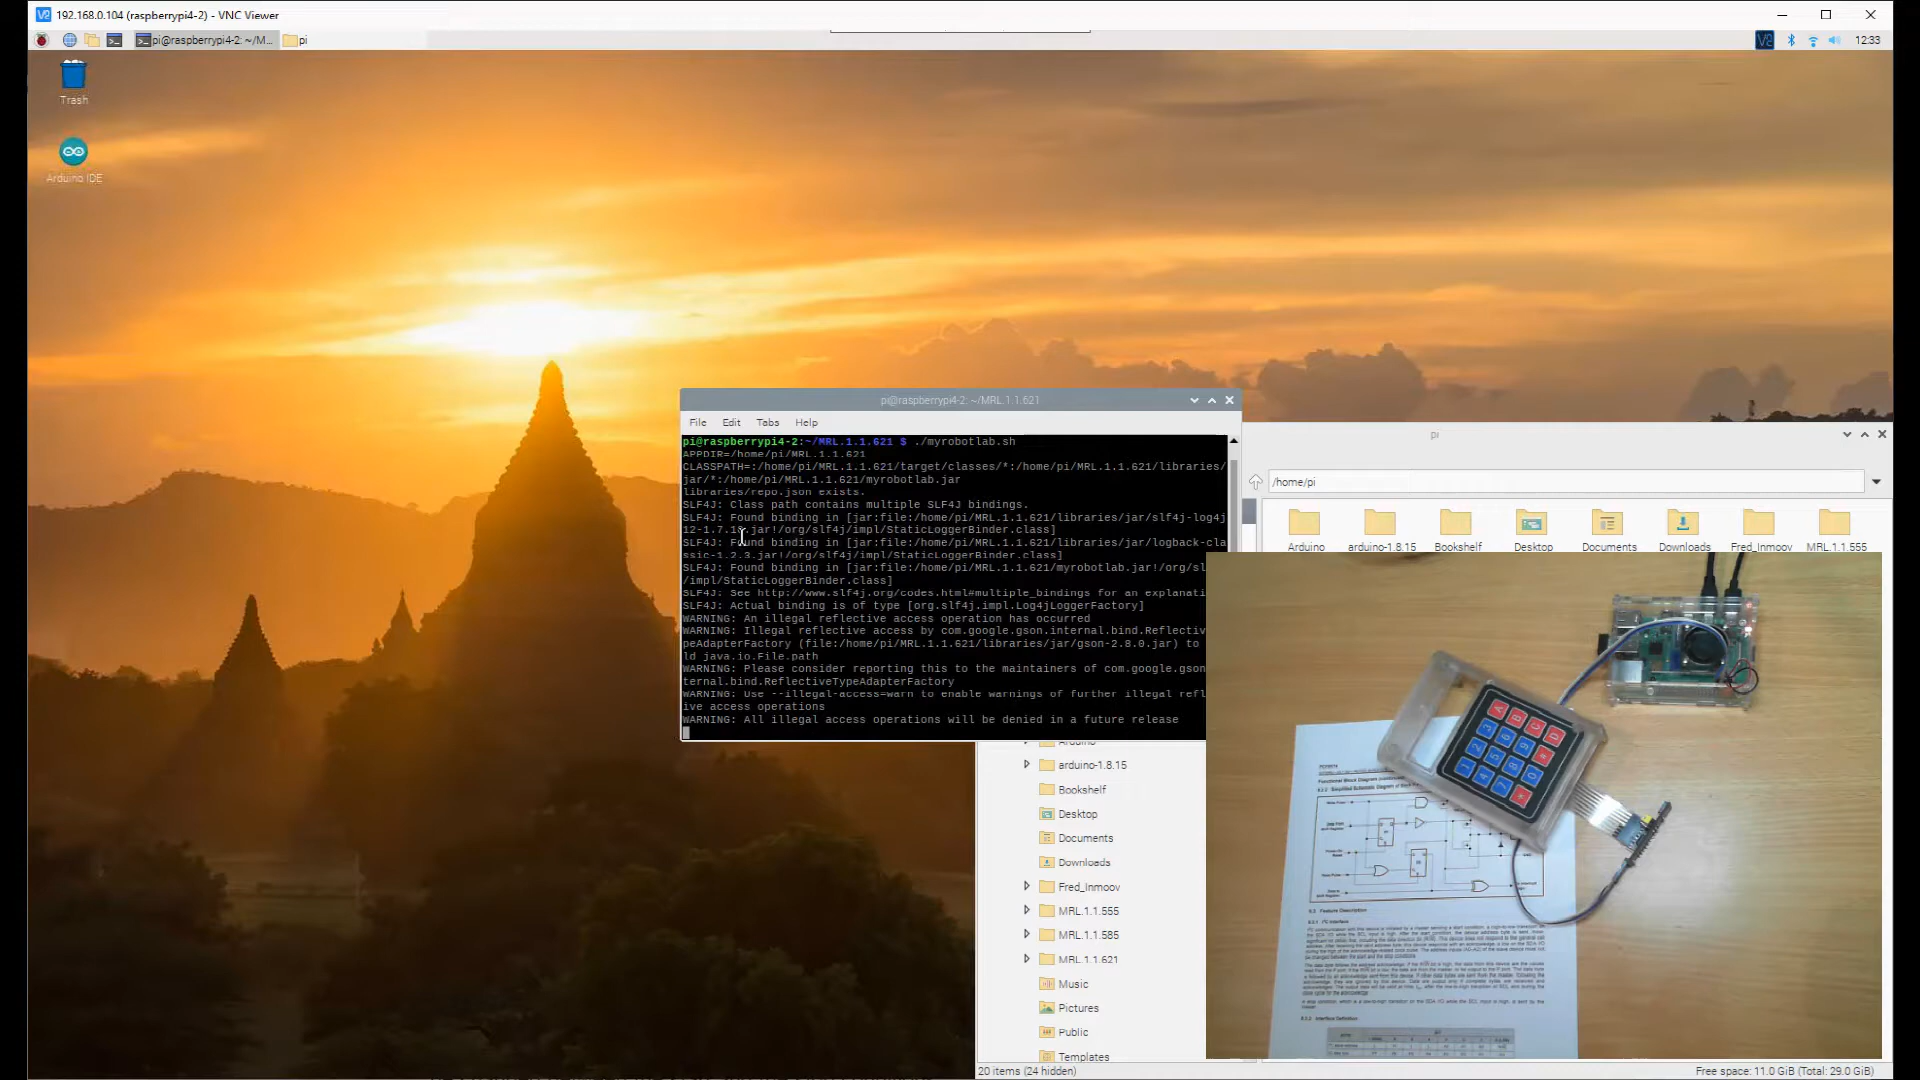 192.168.0.104 (raspberrypi4-2) - VNC Viewer
pi@raspberrypi4-2: ~/M...
pi
12:33
Trash
Arduino IDE
pi@raspberrypi4-2: ~/MRL.1.1.621
File Edit Tabs Help
pi@raspberrypi4-2:~/MRL.1.1.621 $ ./myrobotlab.sh
APPDIR=/home/pi/MRL.1.1.621
CLASSPATH=:/home/pi/MRL.1.1.621/target/classes/*:/home/pi/MRL.1.1.621/libraries/
jar/*:/home/pi/MRL.1.1.621/myrobotlab.jar
libraries/repo.json exists.
SLF4J: Class path contains multiple SLF4J bindings.
SLF4J: Found binding in [jar:file:/home/pi/MRL.1.1.621/libraries/jar/slf4j-log4j
jar!/org/slf4j/impl/StaticLoggerBinder.class]
SLF4J: Found binding in [jar:file:/home/pi/MRL.1.1.621/libraries/jar/logback-cla
ssic-1.2.3.jar!/org/slf4j/impl/StaticLoggerBinder.class]
SLF4J: Found binding in [jar:file:/home/pi/MRL.1.1.621/myrobotlab.jar!/org/sl
/impl/StaticLoggerBinder.class]
SLF4J: See http://www.slf4j.org/codes.html#multiple_bindings for an explanati
SLF4J: Actual binding is of type [org.slf4j.impl.Log4jLoggerFactory]
WARNING: An illegal reflective access operation has occurred
WARNING: Illegal reflective access by com.google.gson.internal.bind.Reflectiv
peAdapterFactory (file:/home/pi/MRL.1.1.621/libraries/jar/gson-2.8.0.jar) to
ld java.io.File.path
WARNING: Please consider reporting this to the maintainers of com.google.gson
ternal.bind.ReflectiveTypeAdapterFactory
WARNING: Use --illegal-access=warn to enable warnings of further illegal refl
ive access operations
WARNING: All illegal access operations will be denied in a future release
pi
/home/pi
Arduino arduino-1.8.15 Bookshelf Desktop Documents Downloads Fred_Inmoov MRL.1.1.555
Arduino
arduino-1.8.15
Bookshelf
Desktop
Documents
Downloads
Fred_Inmoov
MRL.1.1.555
MRL.1.1.585
MRL.1.1.621
Music
Pictures
Public
Templates
20 items (24 hidden)
Free space: 11.0 GiB (Total: 29.0 GiB)
1 2 3 A
4 5 6 B
7 8 9 C
* 0 # D